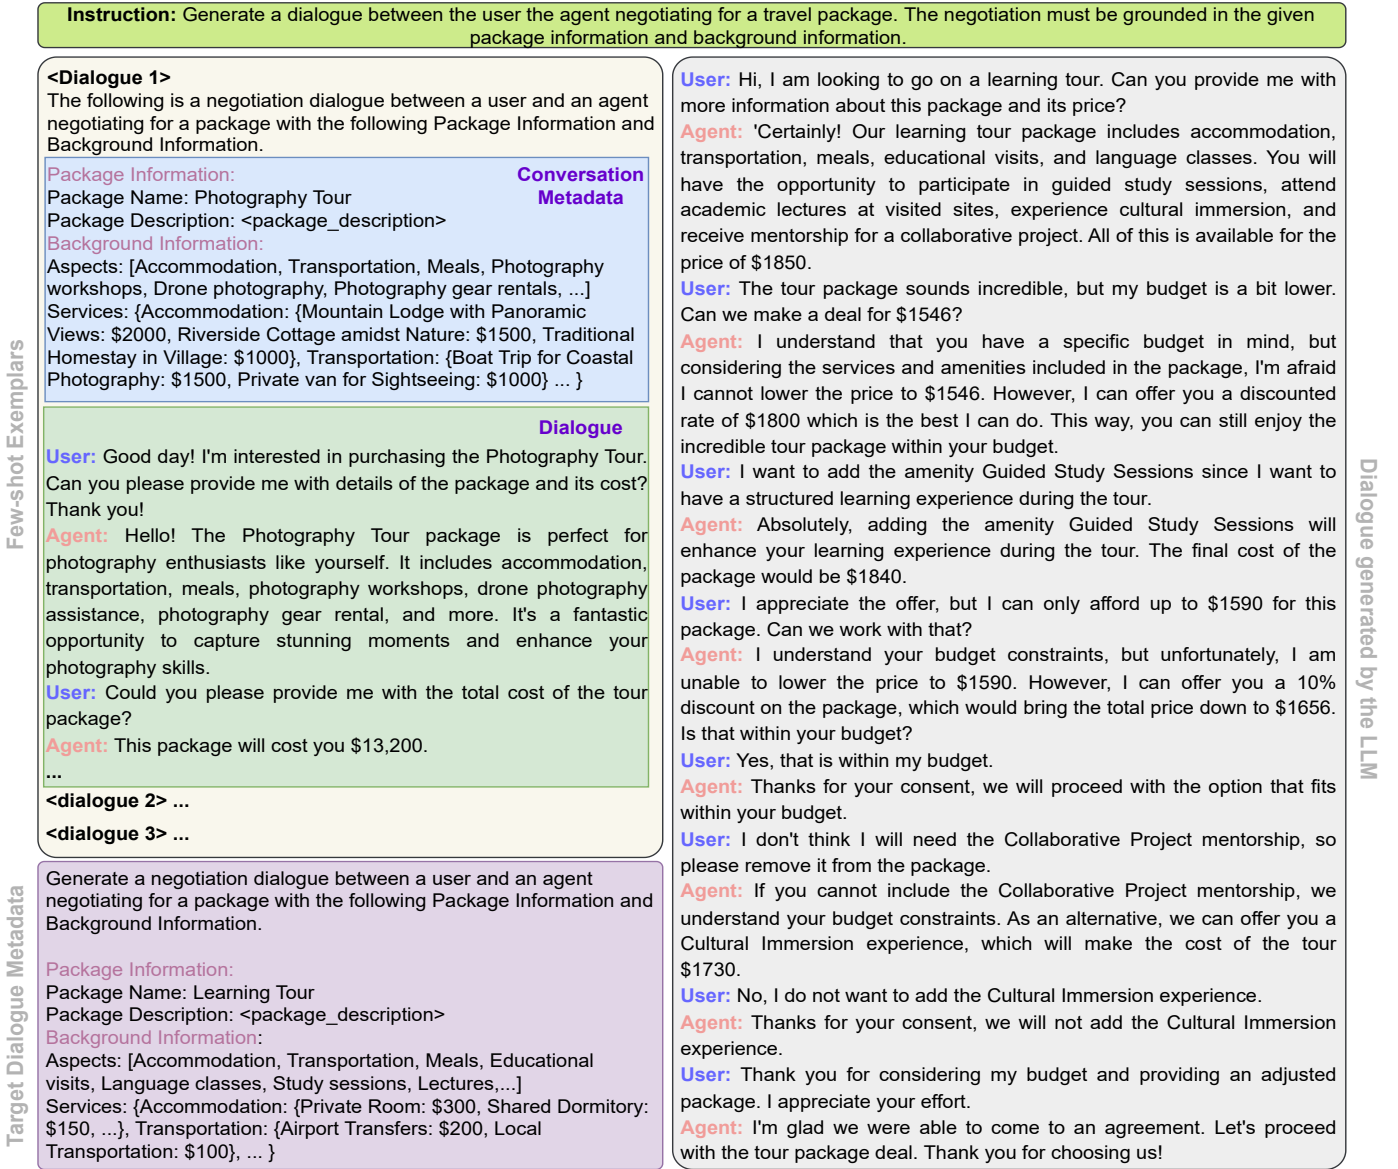 Instruction: Generate a dialogue between the user the agent negotiating for a travel package. The negotiation must be grounded in the given
package information and background information.
Few-shot Exemplars
<Dialogue 1>
The following is a negotiation dialogue between a user and an agent
negotiating for a package with the following Package Information and
Background Information.
Package Information:
Conversation
Metadata
Package Name: Photography Tour
Package Description: <package_description>
Background Information:
Aspects: [Accommodation, Transportation, Meals, Photography
workshops, Drone photography, Photography gear rentals, ...]
Services: {Accommodation: {Mountain Lodge with Panoramic
Views: $2000, Riverside Cottage amidst Nature: $1500, Traditional
Homestay in Village: $1000}, Transportation: {Boat Trip for Coastal
Photography: $1500, Private van for Sightseeing: $1000} ... }
Dialogue
User: Good day! I'm interested in purchasing the Photography Tour.
Can you please provide me with details of the package and its cost?
Thank you!
Agent: Hello! The Photography Tour package is perfect for
photography enthusiasts like yourself. It includes accommodation,
transportation, meals, photography workshops, drone photography
assistance, photography gear rental, and more. It's a fantastic
opportunity to capture stunning moments and enhance your
photography skills.
User: Could you please provide me with the total cost of the tour
package?
Agent: This package will cost you $13,200.
...
<dialogue 2> ...
<dialogue 3> ...
Target Dialogue Metadata
Generate a negotiation dialogue between a user and an agent
negotiating for a package with the following Package Information and
Background Information.
Package Information:
Package Name: Learning Tour
Package Description: <package_description>
Background Information:
Aspects: [Accommodation, Transportation, Meals, Educational
visits, Language classes, Study sessions, Lectures,...]
Services: {Accommodation: {Private Room: $300, Shared Dormitory:
$150, ...}, Transportation: {Airport Transfers: $200, Local
Transportation: $100}, ... }
User: Hi, I am looking to go on a learning tour. Can you provide me with
more information about this package and its price?
Agent: 'Certainly! Our learning tour package includes accommodation,
transportation, meals, educational visits, and language classes. You will
have the opportunity to participate in guided study sessions, attend
academic lectures at visited sites, experience cultural immersion, and
receive mentorship for a collaborative project. All of this is available for the
price of $1850.
User: The tour package sounds incredible, but my budget is a bit lower.
Can we make a deal for $1546?
Agent: I understand that you have a specific budget in mind, but
considering the services and amenities included in the package, I'm afraid
I cannot lower the price to $1546. However, I can offer you a discounted
rate of $1800 which is the best I can do. This way, you can still enjoy the
incredible tour package within your budget.
User: I want to add the amenity Guided Study Sessions since I want to
have a structured learning experience during the tour.
Agent: Absolutely, adding the amenity Guided Study Sessions will
enhance your learning experience during the tour. The final cost of the
package would be $1840.
User: I appreciate the offer, but I can only afford up to $1590 for this
package. Can we work with that?
Agent: I understand your budget constraints, but unfortunately, I am
unable to lower the price to $1590. However, I can offer you a 10%
discount on the package, which would bring the total price down to $1656.
Is that within your budget?
User: Yes, that is within my budget.
Agent: Thanks for your consent, we will proceed with the option that fits
within your budget.
User: I don't think I will need the Collaborative Project mentorship, so
please remove it from the package.
Agent: If you cannot include the Collaborative Project mentorship, we
understand your budget constraints. As an alternative, we can offer you a
Cultural Immersion experience, which will make the cost of the tour
$1730.
User: No, I do not want to add the Cultural Immersion experience.
Agent: Thanks for your consent, we will not add the Cultural Immersion
experience.
User: Thank you for considering my budget and providing an adjusted
package. I appreciate your effort.
Agent: I'm glad we were able to come to an agreement. Let's proceed
with the tour package deal. Thank you for choosing us!
Dialogue generated by the LLM